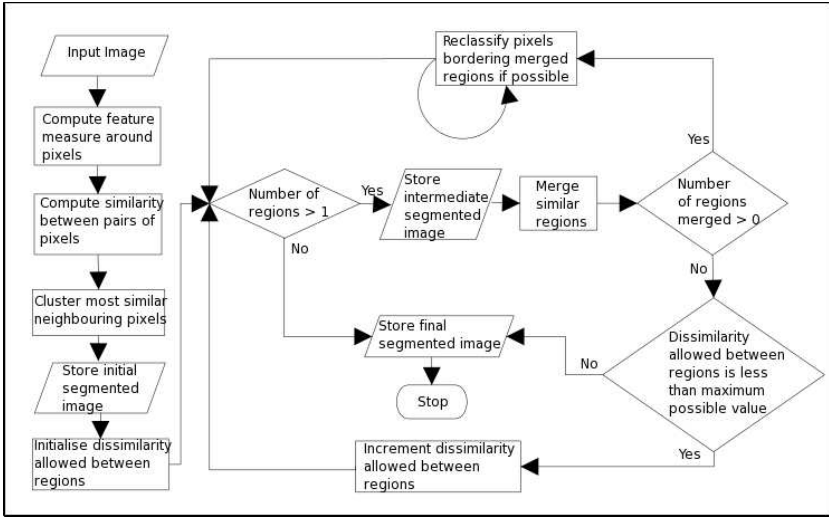 Input Image
Compute feature
measure around
pixels
Compute similarity
between pairs of
pixels
Cluster most similar
neighbouring pixels
Store initial
segmented
image
Initialise dissimilarity
allowed between
regions
Number of
regions > 1
Yes
No
Store
intermediate
segmented
image
Merge
similar
regions
Number
of regions
merged > 0
Yes
No
Reclassify pixels
bordering merged
regions if possible
Dissimilarity
allowed between
regions is less
than maximum
possible value
No
Yes
Store final
segmented image
Stop
Increment dissimilarity
allowed between
regions